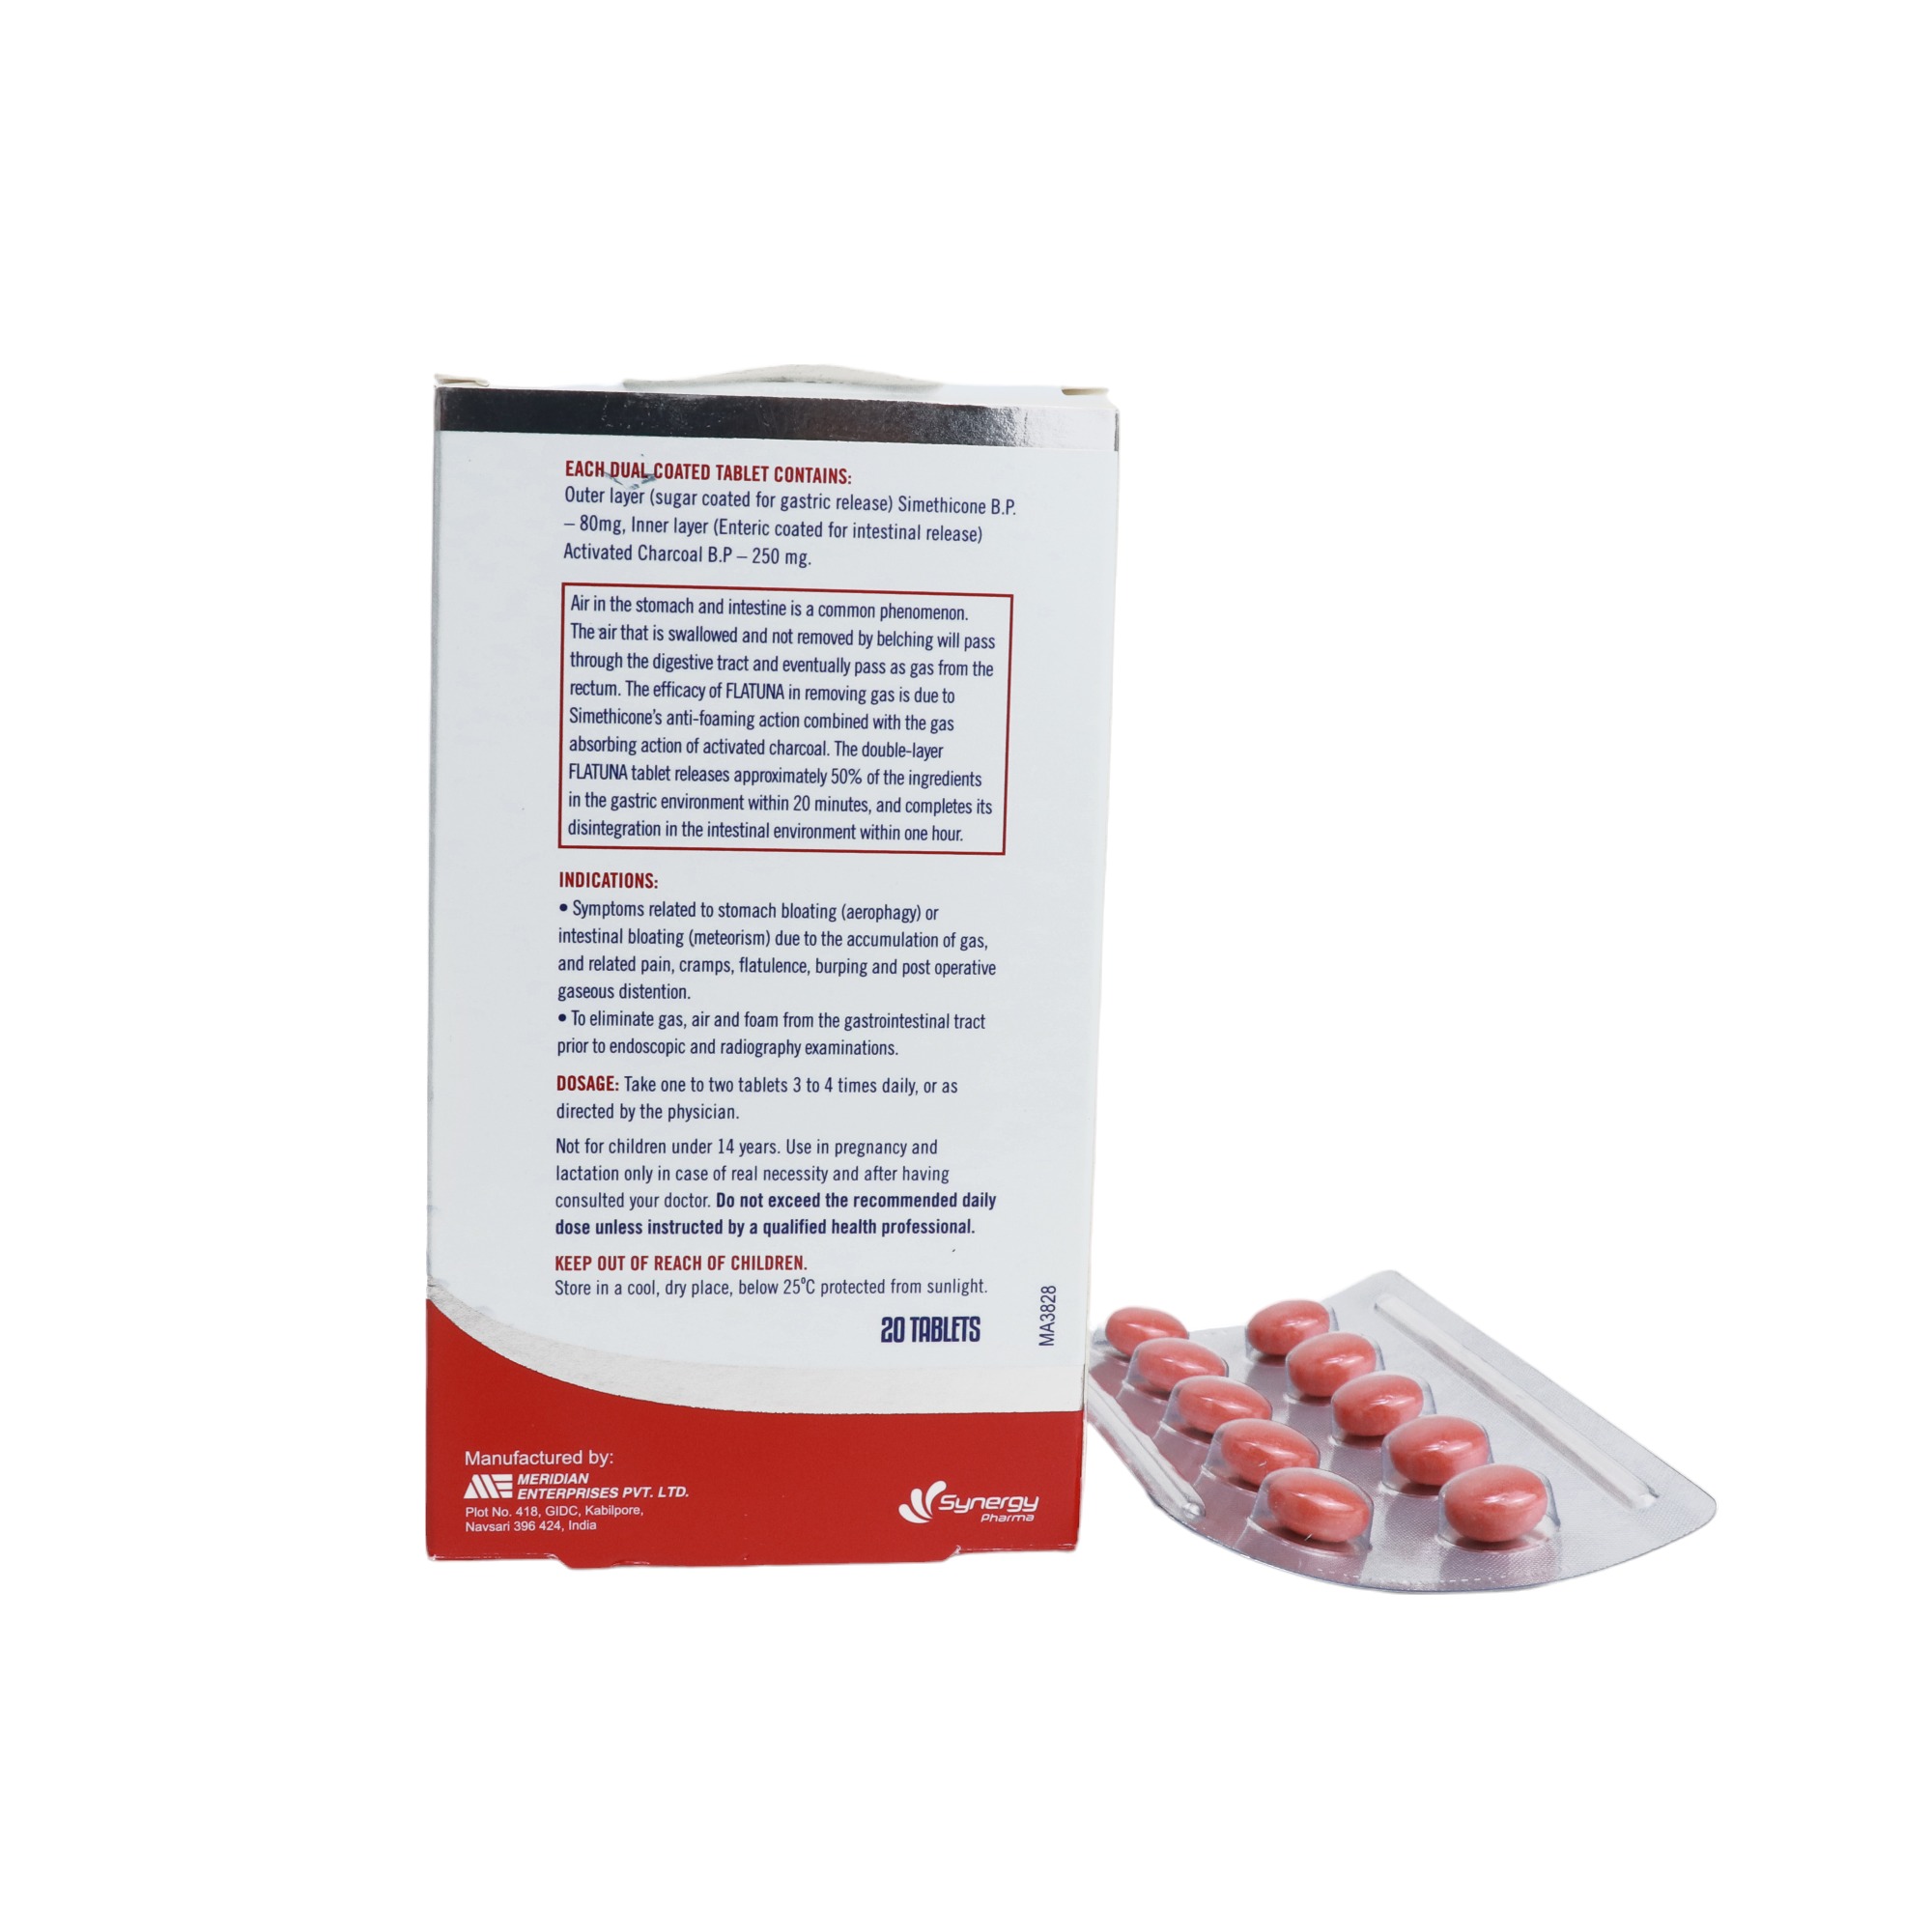 EACH DUAL COATED TABLET CONTAINS:
Outer layer (sugar coated for gastric release) Simethicone B.P.
– 80mg, Inner layer (Enteric coated for intestinal release)
Activated Charcoal B.P – 250 mg.
Air in the stomach and intestine is a common phenomenon.
The air that is swallowed and not removed by belching will pass
through the digestive tract and eventually pass as gas from the
rectum. The efficacy of FLATUNA in removing gas is due to
Simethicone's anti-foaming action combined with the gas
absorbing action of activated charcoal. The double-layer
FLATUNA tablet releases approximately 50% of the ingredients
in the gastric environment within 20 minutes, and completes its
disintegration in the intestinal environment within one hour.
INDICATIONS:
• Symptoms related to stomach bloating (aerophagy) or
intestinal bloating (meteorism) due to the accumulation of gas,
and related pain, cramps, flatulence, burping and post operative
gaseous distention.
• To eliminate gas, air and foam from the gastrointestinal tract
prior to endoscopic and radiography examinations.
DOSAGE: Take one to two tablets 3 to 4 times daily, or as
directed by the physician.
Not for children under 14 years. Use in pregnancy and
lactation only in case of real necessity and after having
consulted your doctor. Do not exceed the recommended daily
dose unless instructed by a qualified health professional.
KEEP OUT OF REACH OF CHILDREN.
Store in a cool, dry place, below 25°C protected from sunlight.
20 TABLETS
MA3828
Manufactured by:
MERIDIAN
ENTERPRISES PVT. LTD.
Plot No. 418, GIDC, Kabilpore,
Navsari 396 424, India
Synergy
Pharma